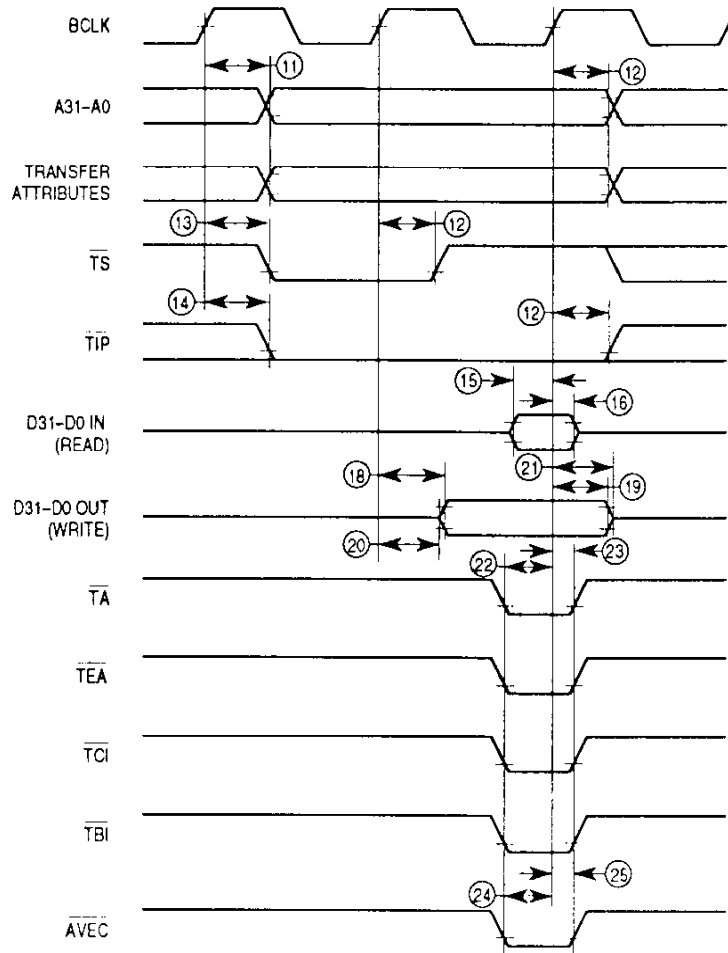 BCLK
11
12
A31–A0
TRANSFER
ATTRIBUTES
13
12
TS
14
12
TIP
15
16
D31–D0 IN
(READ)
21
18
19
D31–D0 OUT
(WRITE)
20
22
23
TA
TEA
TCI
TBI
25
24
AVEC